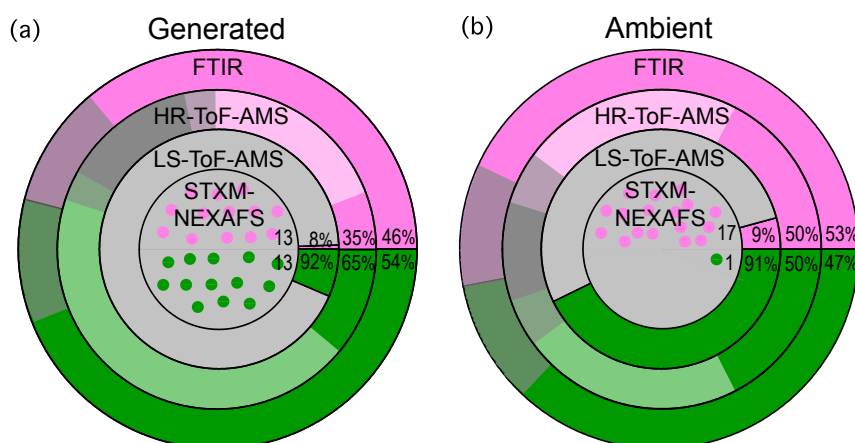 (a) Generated
FTIR
HR-ToF-AMS
LS-ToF-AMS
STXM-
NEXAFS
13 8% 35% 46%
13 92% 65% 54%
(b) Ambient
FTIR
HR-ToF-AMS
LS-ToF-AMS
STXM-
NEXAFS
17 9% 50% 53%
1 91% 50% 47%